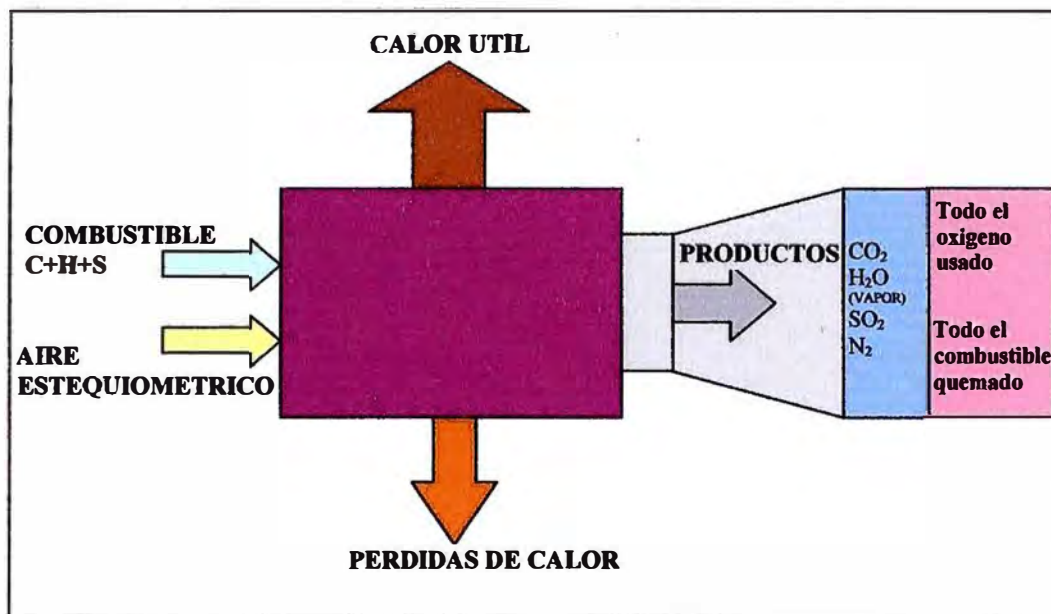 CALOR UTIL
COMBUSTIBLE
C+H+S
AIRE
ESTEQUIOMETRICO
PRODUCTOS
CO₂
H₂O
(VAPOR)
SO₂
N₂
Todo el
oxigeno
usado
Todo el
combustible
quemado
PERDIDAS DE CALOR